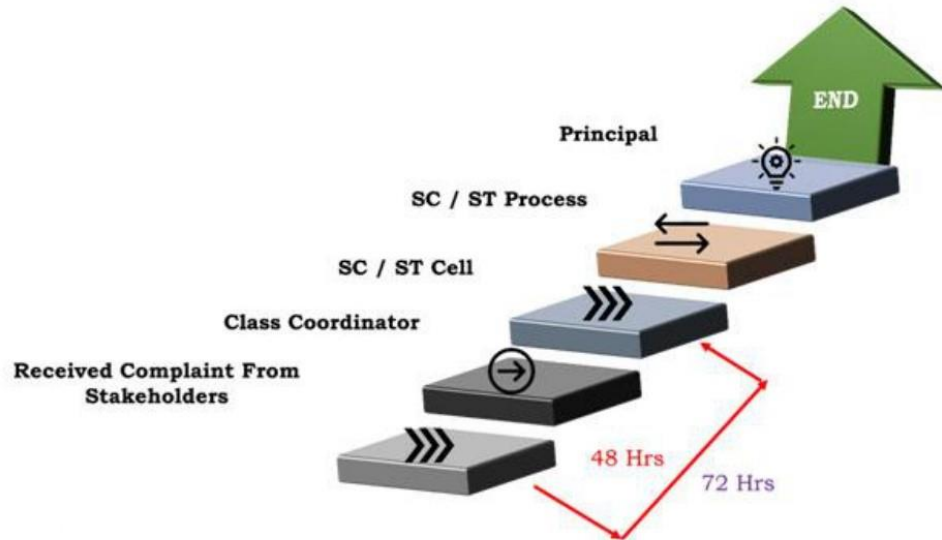 END
Principal
SC / ST Process
SC / ST Cell
Class Coordinator
Received Complaint From
Stakeholders
48 Hrs
72 Hrs